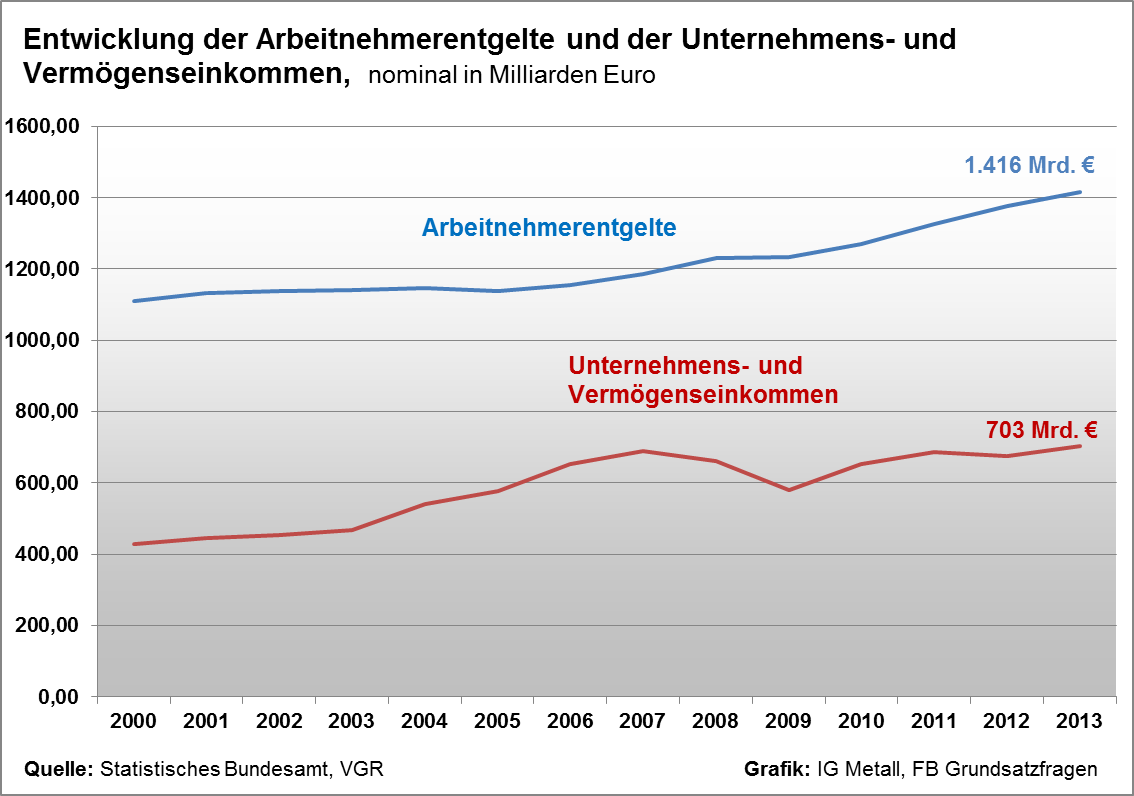 Entwicklung der Arbeitnehmerentgelte und der Unternehmens- und
Vermögenseinkommen, nominal in Milliarden Euro
1600,00
1400,00
1200,00
1000,00
800,00
600,00
400,00
200,00
0,00
1.416 Mrd. €
Arbeitnehmerentgelte
Unternehmens- und
Vermögenseinkommen
703 Mrd. €
2000 2001 2002 2003 2004 2005 2006 2007 2008 2009 2010 2011 2012 2013
Quelle: Statistisches Bundesamt, VGR
Grafik: IG Metall, FB Grundsatzfragen